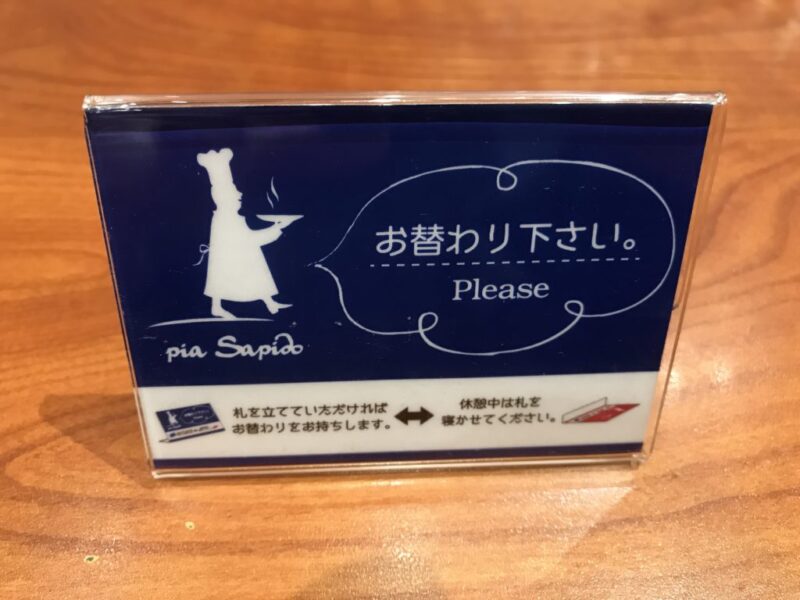 お替わり下さい。
Please
pia Sapido
札を立てていただければ
お替わりをお持ちします。
休憩中は札を
寝かせてください。